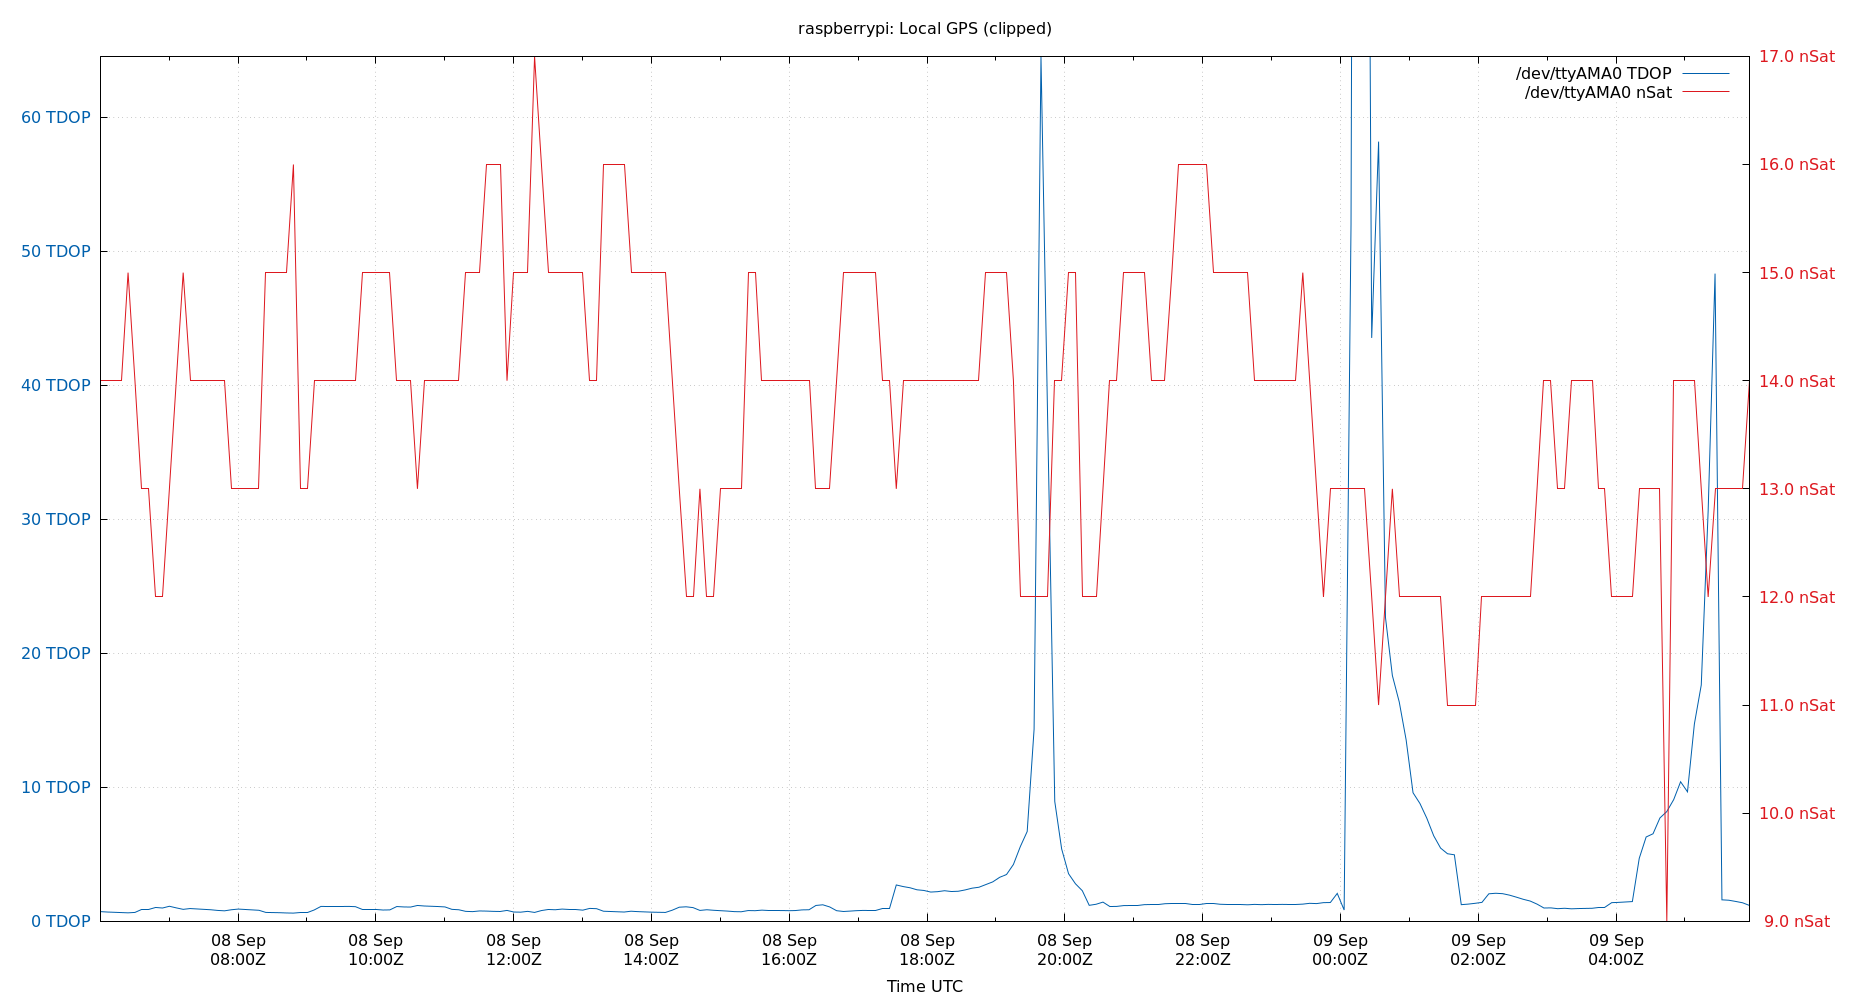 raspberrypi: Local GPS (clipped)
/dev/ttyAMA0 TDOP
/dev/ttyAMA0 nSat
60 TDOP
50 TDOP
40 TDOP
30 TDOP
20 TDOP
10 TDOP
0 TDOP
17.0 nSat
16.0 nSat
15.0 nSat
14.0 nSat
13.0 nSat
12.0 nSat
11.0 nSat
10.0 nSat
9.0 nSat
08 Sep
08:00Z
08 Sep
10:00Z
08 Sep
12:00Z
08 Sep
14:00Z
08 Sep
16:00Z
08 Sep
18:00Z
08 Sep
20:00Z
08 Sep
22:00Z
09 Sep
00:00Z
09 Sep
02:00Z
09 Sep
04:00Z
Time UTC